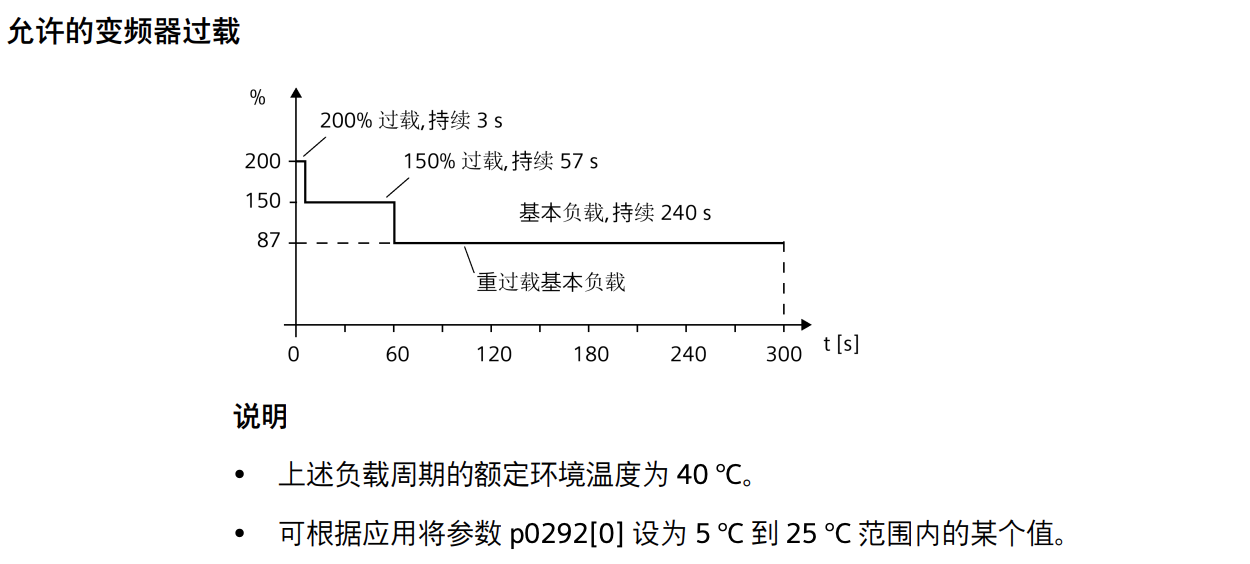 允许的变频器过载
%
200% 过载,持续 3 s
200
150% 过载,持续 57 s
150
基本负载,持续 240 s
87
重过载基本负载
t [s]
0 60 120 180 240 300
说明
• 上述负载周期的额定环境温度为 40 ℃。
• 可根据应用将参数 p0292[0] 设为 5 ℃ 到 25 ℃ 范围内的某个值。